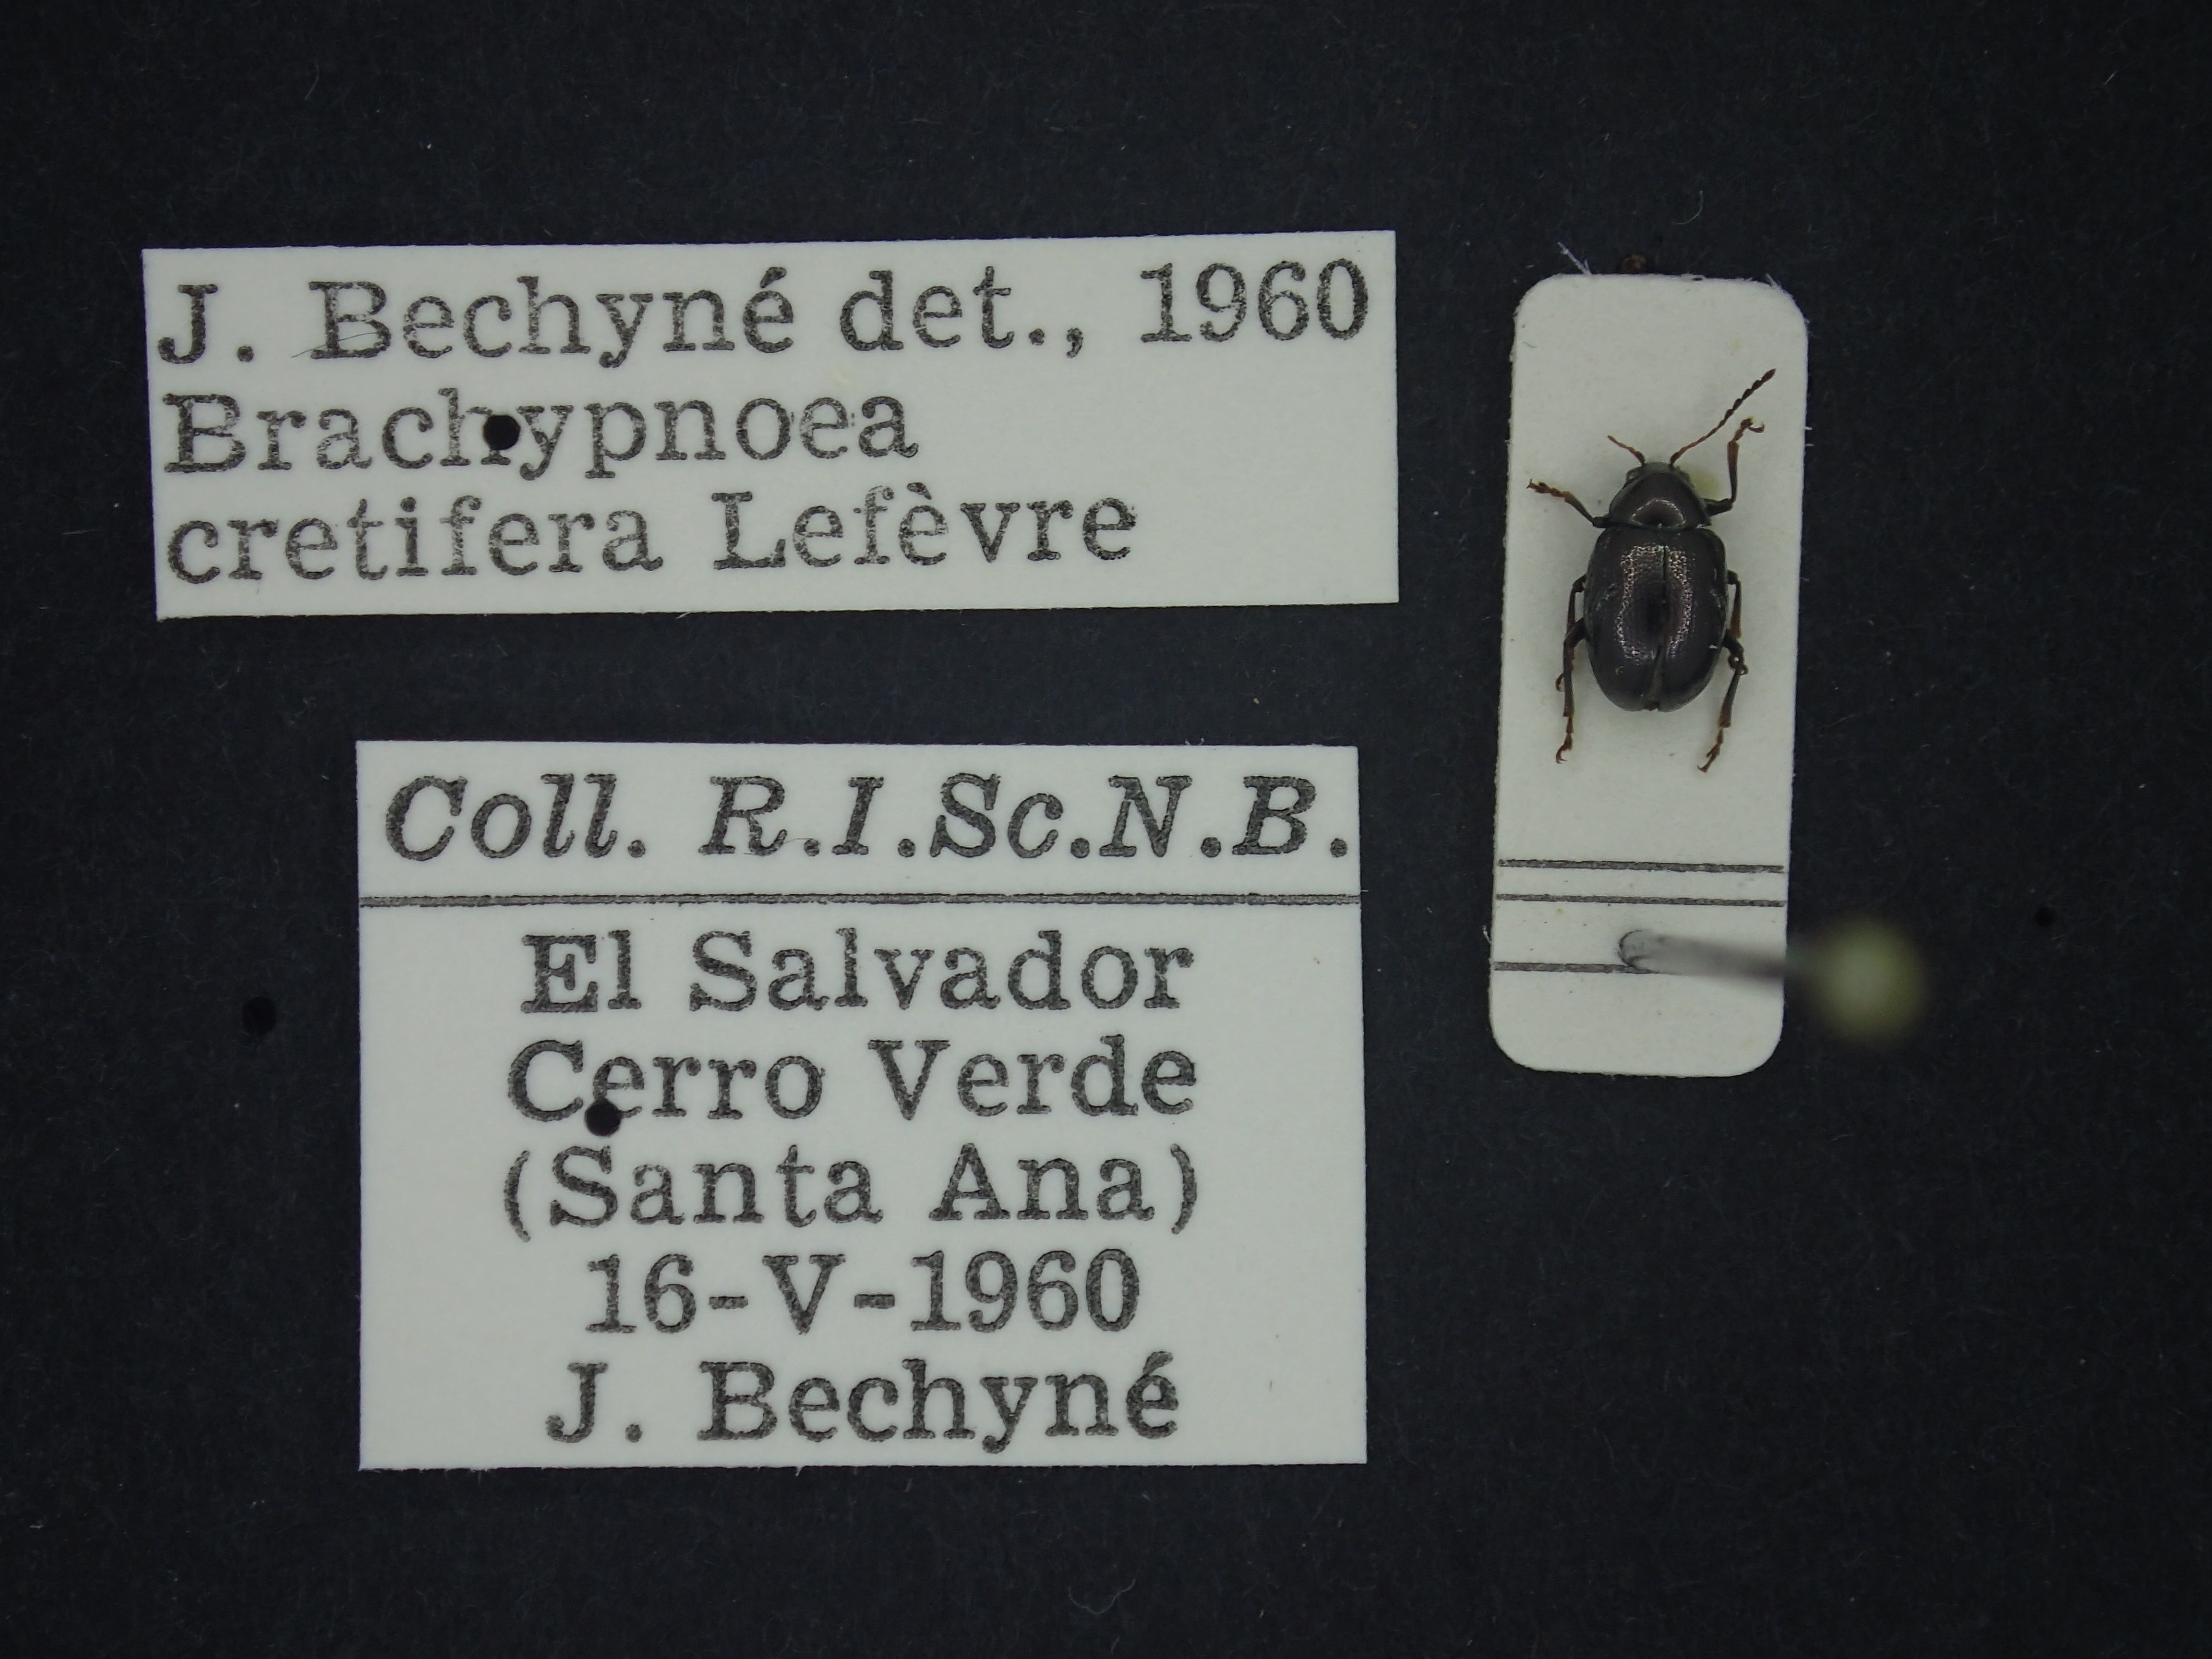 J. Bechyné det., 1960
Brachypnoea
cretifera Lefèvre
Coll. R.I.Sc.N.B.
El Salvador
Cerro Verde
(Santa Ana)
16-V-1960
J. Bechyné